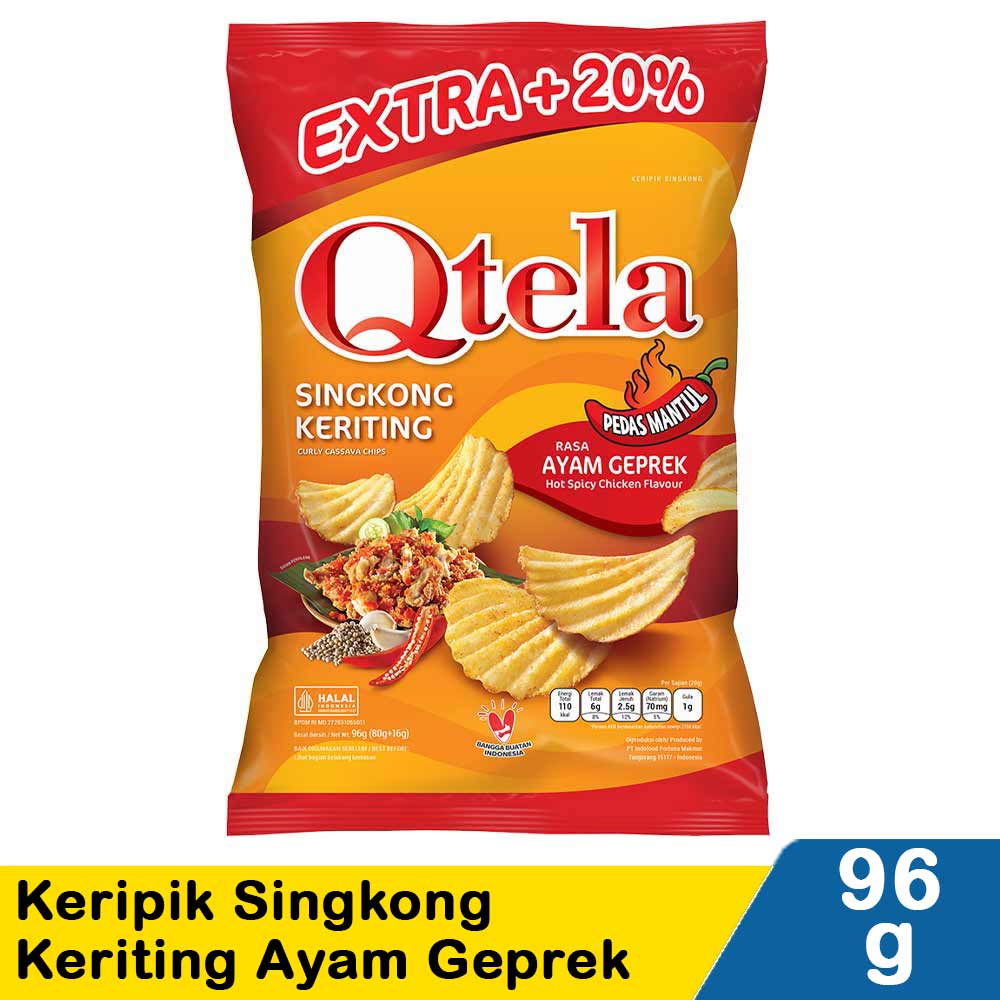 EXTRA + 20%
KERIPIK SINGKONG
Qtela
SINGKONG
KERITING
CURLY CASSAVA CHIPS
PEDAS MANTUL
RASA
AYAM GEPREK
Hot Spicy Chicken Flavour
HALAL
INDONESIA
Berat Bersih / Net Wt. 96g (80g+16g)
BAIK DIGUNAKAN SEBELUM / BEST BEFORE:
Lihat bagian belakang kemasan
BANGGA BUATAN
INDONESIA
Per Sajian (20g)
Energi Total 110 kkal
Lemak Total 6g 8%
Lemak Jenuh 2.5g 12%
Garam (Natrium) 70mg 5%
Gula 1g
Diproduksi oleh/ Produced by
PT Indofood Fortuna Makmur
Tangerang 15117 - Indonesia
Keripik Singkong
Keriting Ayam Geprek
96
g